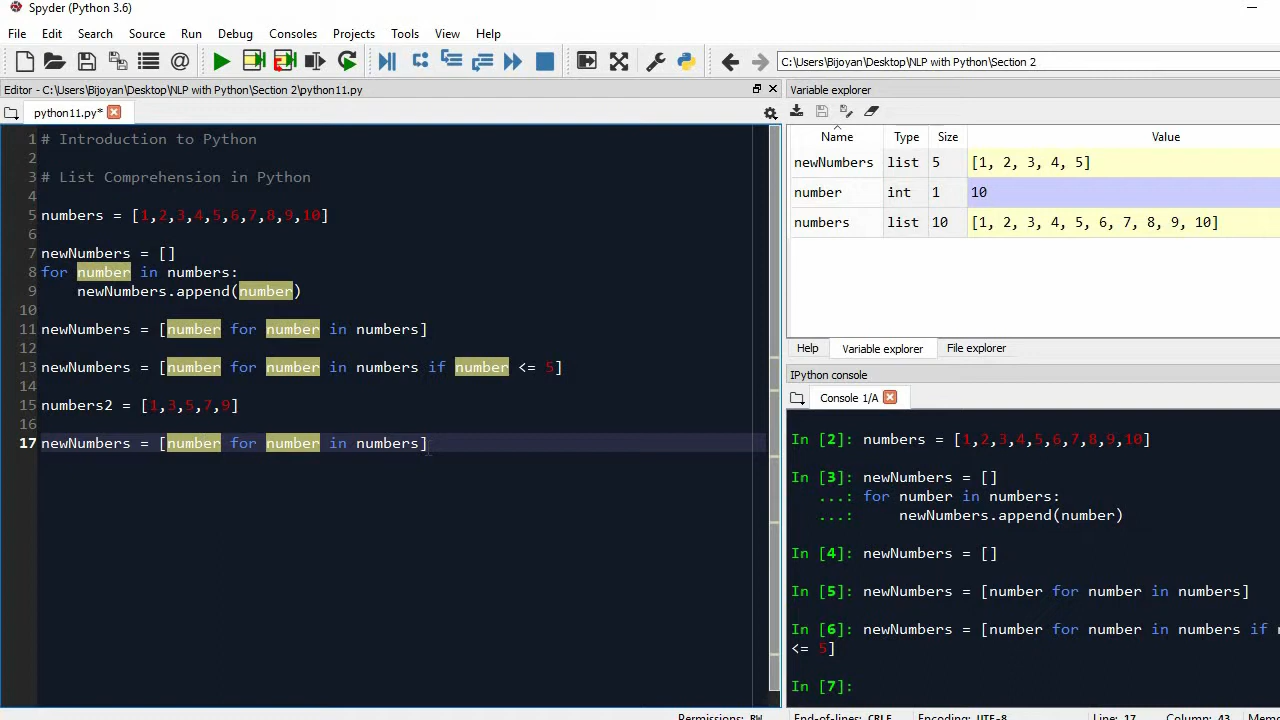 Spyder (Python 3.6)
File Edit Search Source Run Debug Consoles Projects Tools View Help
C:\Users\Bijoyan\Desktop\NLP with Python\Section 2
Editor - C:\Users\Bijoyan\Desktop\NLP with Python\Section 2\python11.py
python11.py*
1 # Introduction to Python
2
3 # List Comprehension in Python
4
5 numbers = [1,2,3,4,5,6,7,8,9,10]
6
7 newNumbers = []
8 for number in numbers:
9 newNumbers.append(number)
10
11 newNumbers = [number for number in numbers]
12
13 newNumbers = [number for number in numbers if number <= 5]
14
15 numbers2 = [1,3,5,7,9]
16
17 newNumbers = [number for number in numbers]
Variable explorer
Name Type Size Value
newNumbers list 5 [1, 2, 3, 4, 5]
number int 1 10
numbers list 10 [1, 2, 3, 4, 5, 6, 7, 8, 9, 10]
Help Variable explorer File explorer
IPython console
Console 1/A
In [2]: numbers = [1,2,3,4,5,6,7,8,9,10]
In [3]: newNumbers = []
...: for number in numbers:
...: newNumbers.append(number)
In [4]: newNumbers = []
In [5]: newNumbers = [number for number in numbers]
In [6]: newNumbers = [number for number in numbers if n
<= 5]
In [7]:
Permissions: RW End-of-lines: CRLF Encoding: UTF-8 Line: 17 Column: 43